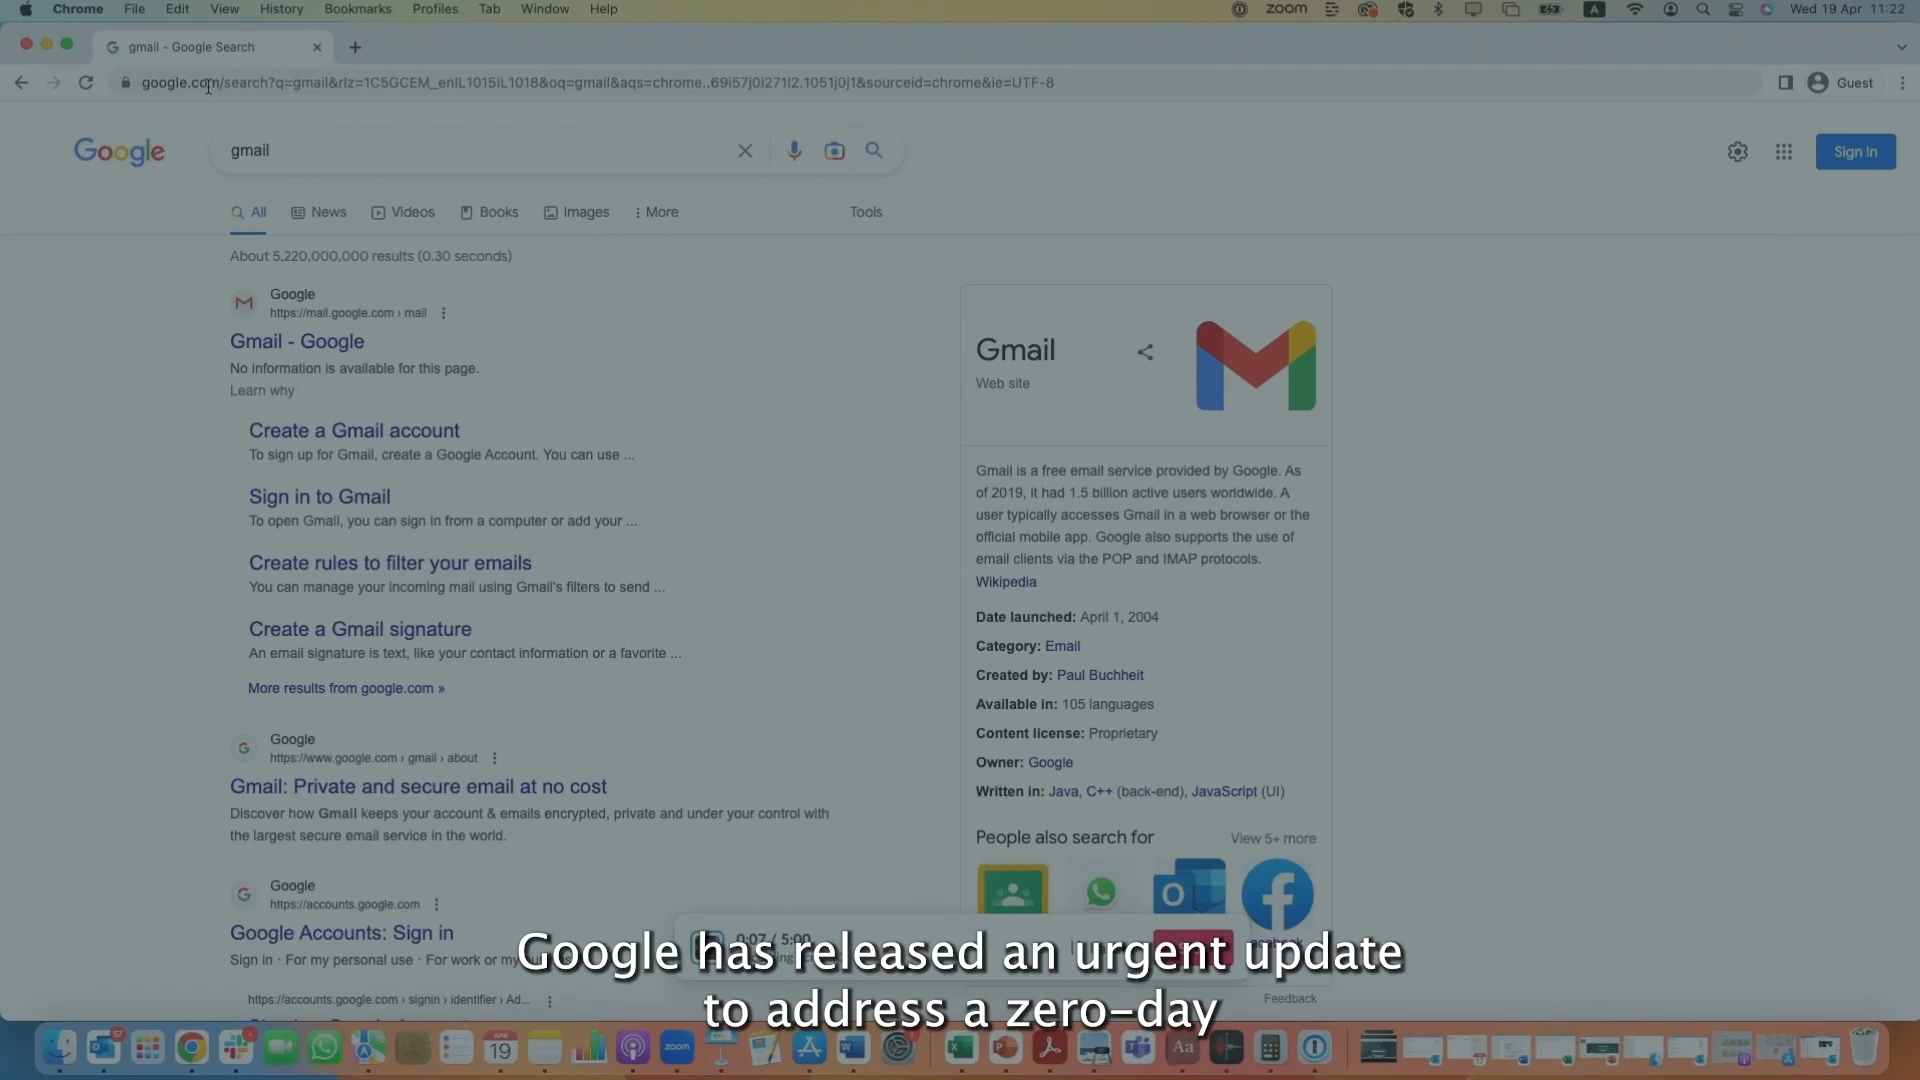 Chrome File Edit View History Bookmarks Profiles Tab Window Help
zoom A Wed 19 Apr 11:22
gmail - Google Search
google.com/search?q=gmail&rlz=1C5GCEM_enIL1015IL1018&oq=gmail&aqs=chrome..69i57j0i271l2.1051j0j1&sourceid=chrome&ie=UTF-8
Guest
Google
gmail
Sign in
All News Videos Books Images More Tools
About 5,220,000,000 results (0.30 seconds)
Google
https://mail.google.com › mail
Gmail - Google
No information is available for this page.
Learn why
Create a Gmail account
To sign up for Gmail, create a Google Account. You can use ...
Sign in to Gmail
To open Gmail, you can sign in from a computer or add your ...
Create rules to filter your emails
You can manage your incoming mail using Gmail's filters to send ...
Create a Gmail signature
An email signature is text, like your contact information or a favorite ...
More results from google.com »
Google
https://www.google.com › gmail › about
Gmail: Private and secure email at no cost
Discover how Gmail keeps your account & emails encrypted, private and under your control with
the largest secure email service in the world.
Google
https://accounts.google.com
Google Accounts: Sign in
Sign in · For my personal use · For work or my
https://accounts.google.com › signin › identifier › Ad...
Gmail
Web site
Gmail is a free email service provided by Google. As
of 2019, it had 1.5 billion active users worldwide. A
user typically accesses Gmail in a web browser or the
official mobile app. Google also supports the use of
email clients via the POP and IMAP protocols.
Wikipedia
Date launched: April 1, 2004
Category: Email
Created by: Paul Buchheit
Available in: 105 languages
Content license: Proprietary
Owner: Google
Written in: Java, C++ (back-end), JavaScript (UI)
People also search for
View 5+ more
0:07 / 5:00
Feedback
Google has released an urgent update
to address a zero-day
57
APR
19
zoom
Aa